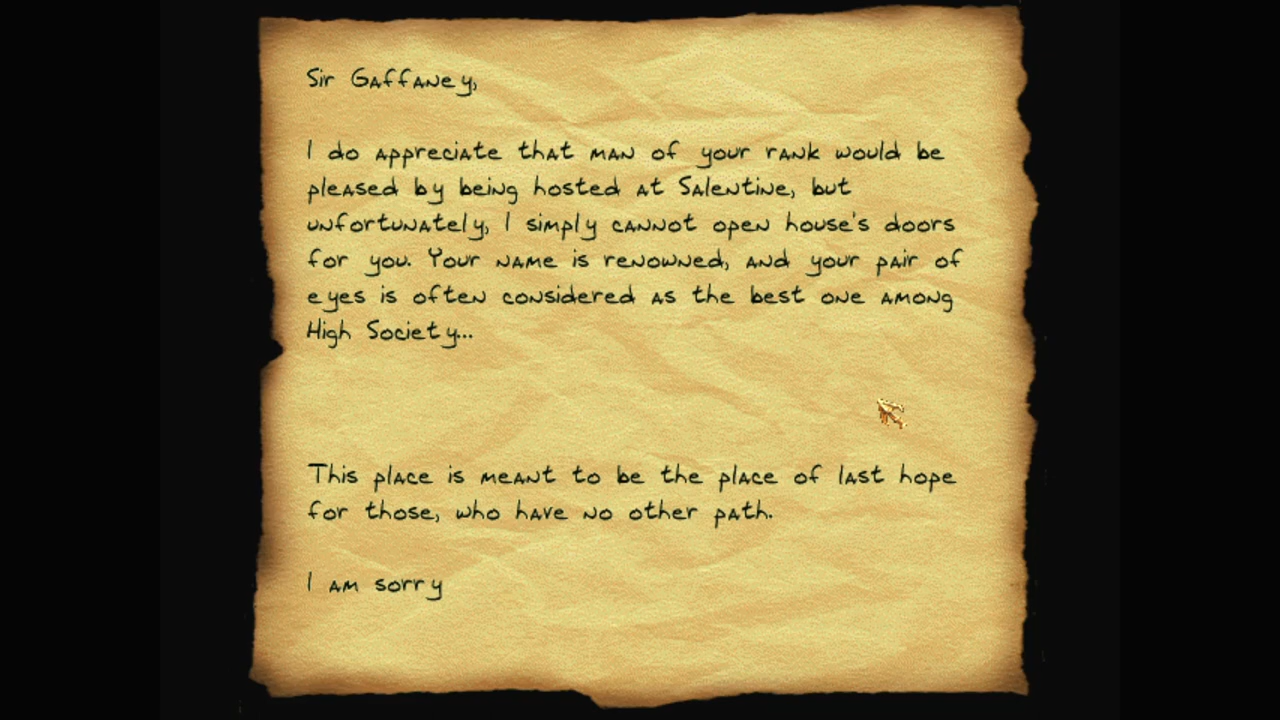 Sir Gaffaney,
I do appreciate that man of your rank would be
pleased by being hosted at Salentine, but
unfortunately, I simply cannot open house's doors
for you. Your name is renowned, and your pair of
eyes is often considered as the best one among
High Society...
This place is meant to be the place of last hope
for those, who have no other path.
I am sorry